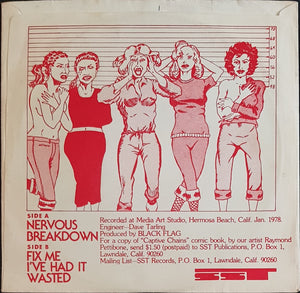 SIDE A
NERVOUS
BREAKDOWN
SIDE B
FIX ME
I'VE HAD IT
WASTED
Recorded at Media Art Studio, Hermosa Beach, Calif. Jan. 1978.
Engineer—Dave Tarling
Produced by BLACK FLAG
For a copy of "Captive Chains" comic book, by our artist Raymond
Pettibone, send $1.50 (postpaid) to SST Publications, P.O. Box 1,
Lawndale, Calif. 90260
Mailing List—SST Records, P.O. Box 1, Lawndale, Calif. 90260
SST